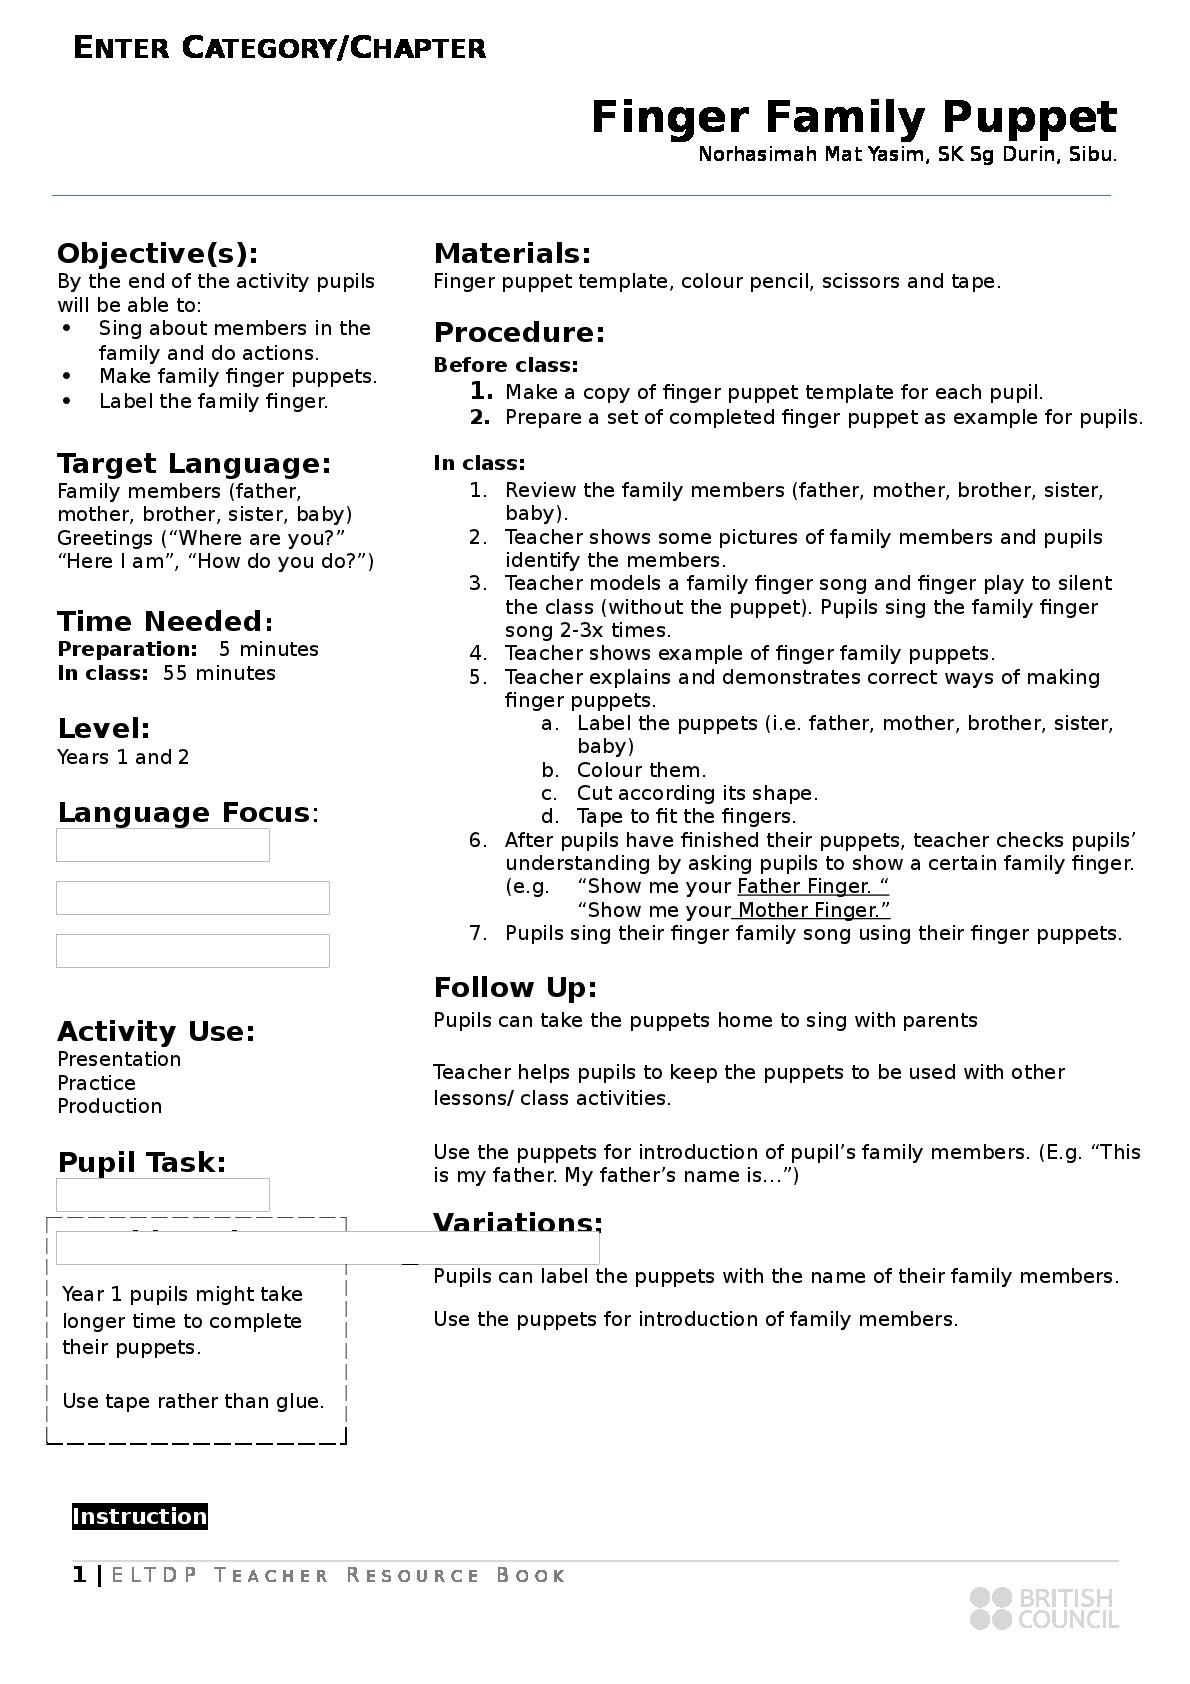 ENTER CATEGORY/CHAPTER
Finger Family Puppet
Norhasimah Mat Yasim, SK Sg Durin, Sibu.
Objective(s):
By the end of the activity pupils
will be able to:
• Sing about members in the
family and do actions.
• Make family finger puppets.
• Label the family finger.
Target Language:
Family members (father,
mother, brother, sister, baby)
Greetings (“Where are you?”
“Here I am”, “How do you do?”)
Time Needed:
Preparation: 5 minutes
In class: 55 minutes
Level:
Years 1 and 2
Language Focus:
Activity Use:
Presentation
Practice
Production
Pupil Task:
Year 1 pupils might take
longer time to complete
their puppets.
Use tape rather than glue.
Materials:
Finger puppet template, colour pencil, scissors and tape.
Procedure:
Before class:
1. Make a copy of finger puppet template for each pupil.
2. Prepare a set of completed finger puppet as example for pupils.
In class:
1. Review the family members (father, mother, brother, sister,
baby).
2. Teacher shows some pictures of family members and pupils
identify the members.
3. Teacher models a family finger song and finger play to silent
the class (without the puppet). Pupils sing the family finger
song 2-3x times.
4. Teacher shows example of finger family puppets.
5. Teacher explains and demonstrates correct ways of making
finger puppets.
a. Label the puppets (i.e. father, mother, brother, sister,
baby)
b. Colour them.
c. Cut according its shape.
d. Tape to fit the fingers.
6. After pupils have finished their puppets, teacher checks pupils’
understanding by asking pupils to show a certain family finger.
(e.g. “Show me your Father Finger. “
“Show me your Mother Finger.”
7. Pupils sing their finger family song using their finger puppets.
Follow Up:
Pupils can take the puppets home to sing with parents
Teacher helps pupils to keep the puppets to be used with other
lessons/ class activities.
Use the puppets for introduction of pupil’s family members. (E.g. “This
is my father. My father’s name is…”)
Variations:
Pupils can label the puppets with the name of their family members.
Use the puppets for introduction of family members.
Instruction
1 | ELTDP TEACHER RESOURCE BOOK
BRITISH
COUNCIL